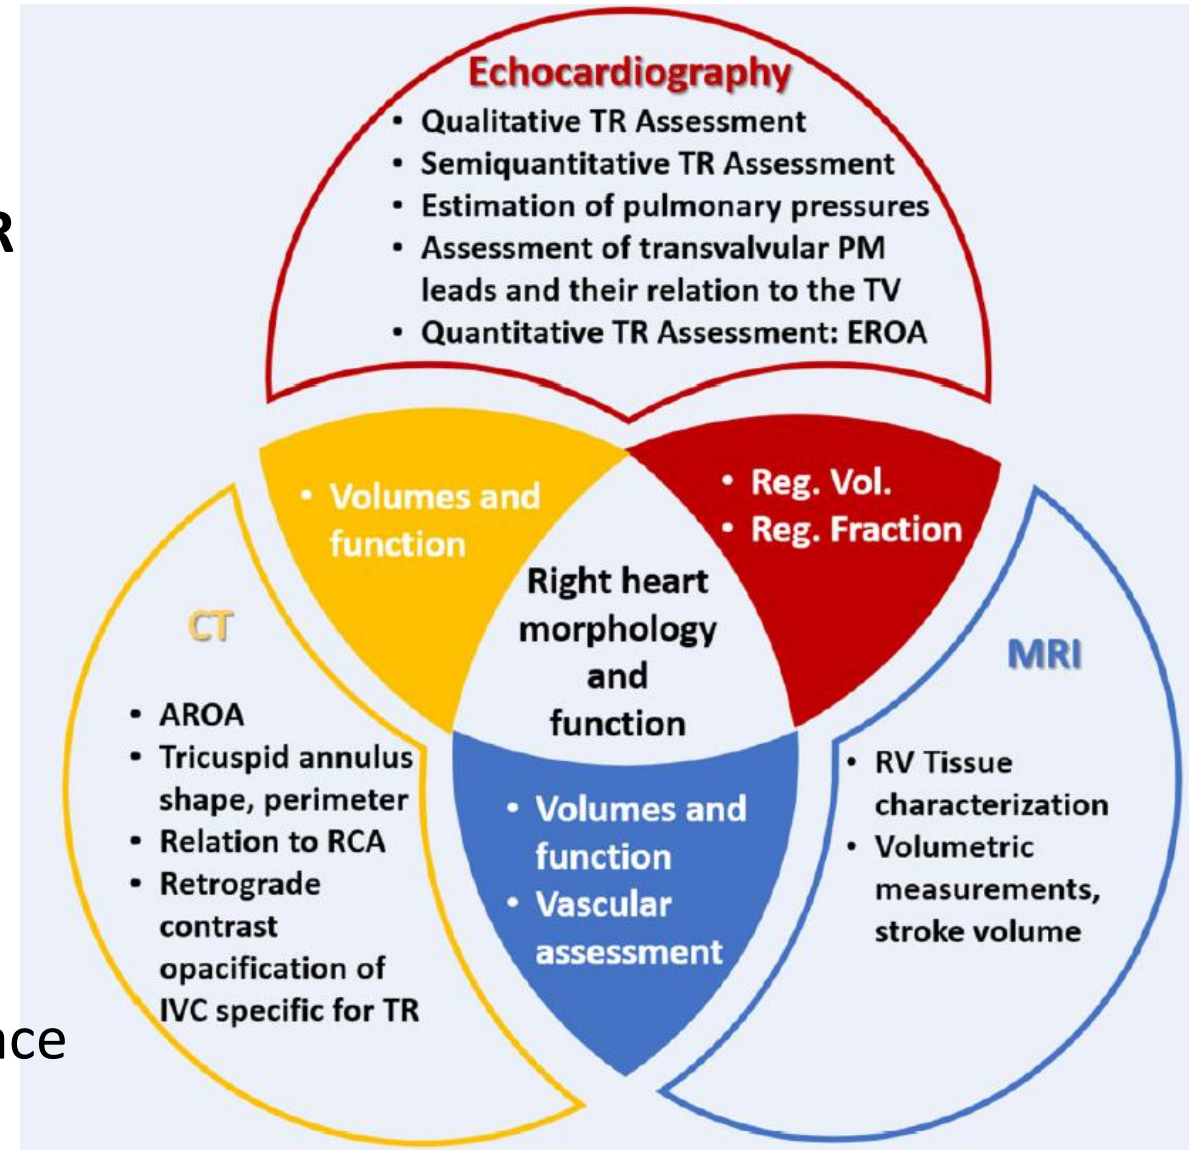 R
Echocardiography
• Qualitative TR Assessment
• Semiquantitative TR Assessment
• Estimation of pulmonary pressures
• Assessment of transvalvular PM
leads and their relation to the TV
• Quantitative TR Assessment: EROA
• Volumes and
function
• Reg. Vol.
• Reg. Fraction
Right heart
morphology
and
function
CT
• AROA
• Tricuspid annulus
shape, perimeter
• Relation to RCA
• Retrograde
contrast
opacification of
IVC specific for TR
• Volumes and
function
• Vascular
assessment
MRI
• RV Tissue
characterization
• Volumetric
measurements,
stroke volume
nce